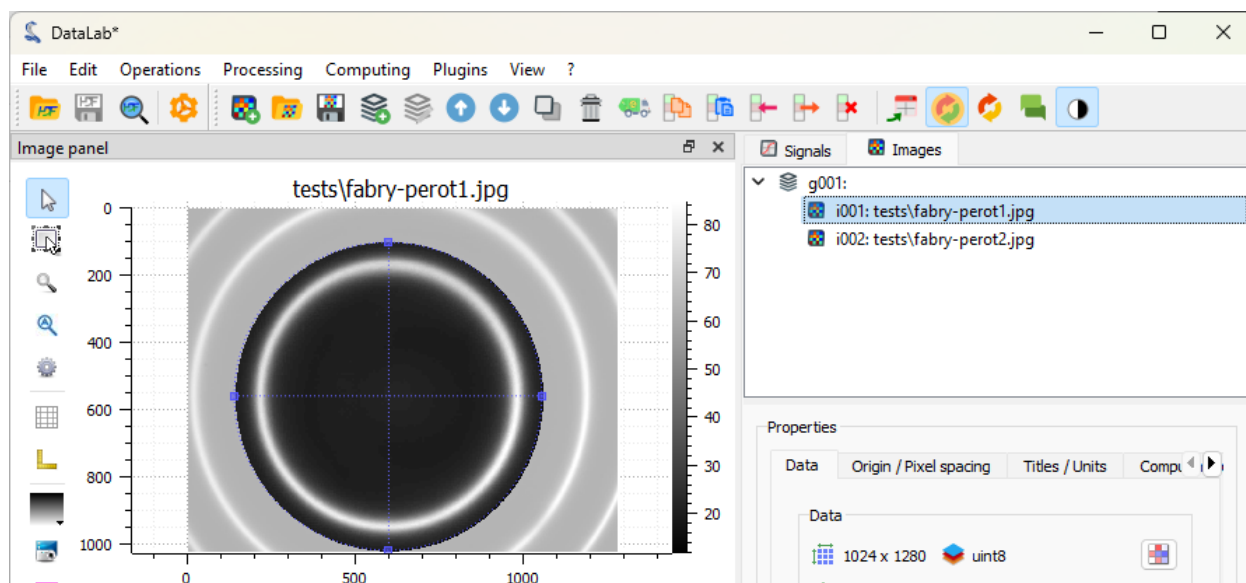 DataLab*
File Edit Operations Processing Computing Plugins View ?
Image panel
Signals Images
tests\fabry-perot1.jpg
g001:
i001: tests\fabry-perot1.jpg
i002: tests\fabry-perot2.jpg
0
200
400
600
800
1000
0 500 1000
80
70
60
50
40
30
20
Properties
Data Origin / Pixel spacing Titles / Units
Data
1024 x 1280 uint8